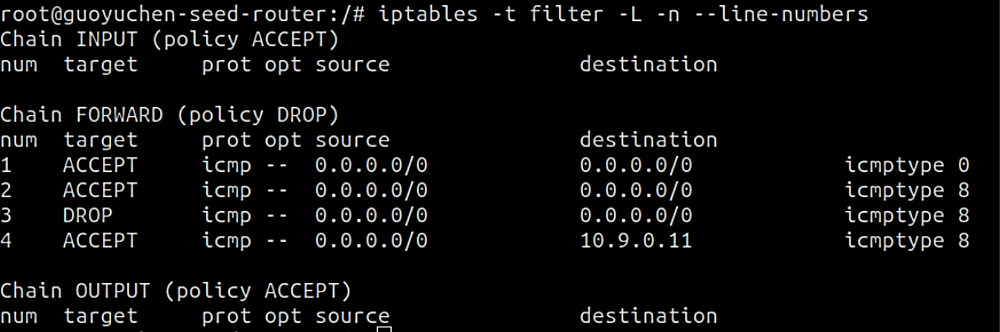 root@guoyuchen-seed-router:/# iptables -t filter -L -n --line-numbers
Chain INPUT (policy ACCEPT)
num  target     prot opt source               destination

Chain FORWARD (policy DROP)
num  target     prot opt source               destination
1    ACCEPT     icmp --  0.0.0.0/0            0.0.0.0/0            icmptype 0
2    ACCEPT     icmp --  0.0.0.0/0            0.0.0.0/0            icmptype 8
3    DROP       icmp --  0.0.0.0/0            0.0.0.0/0            icmptype 8
4    ACCEPT     icmp --  0.0.0.0/0            10.9.0.11            icmptype 8

Chain OUTPUT (policy ACCEPT)
num  target     prot opt source               destination